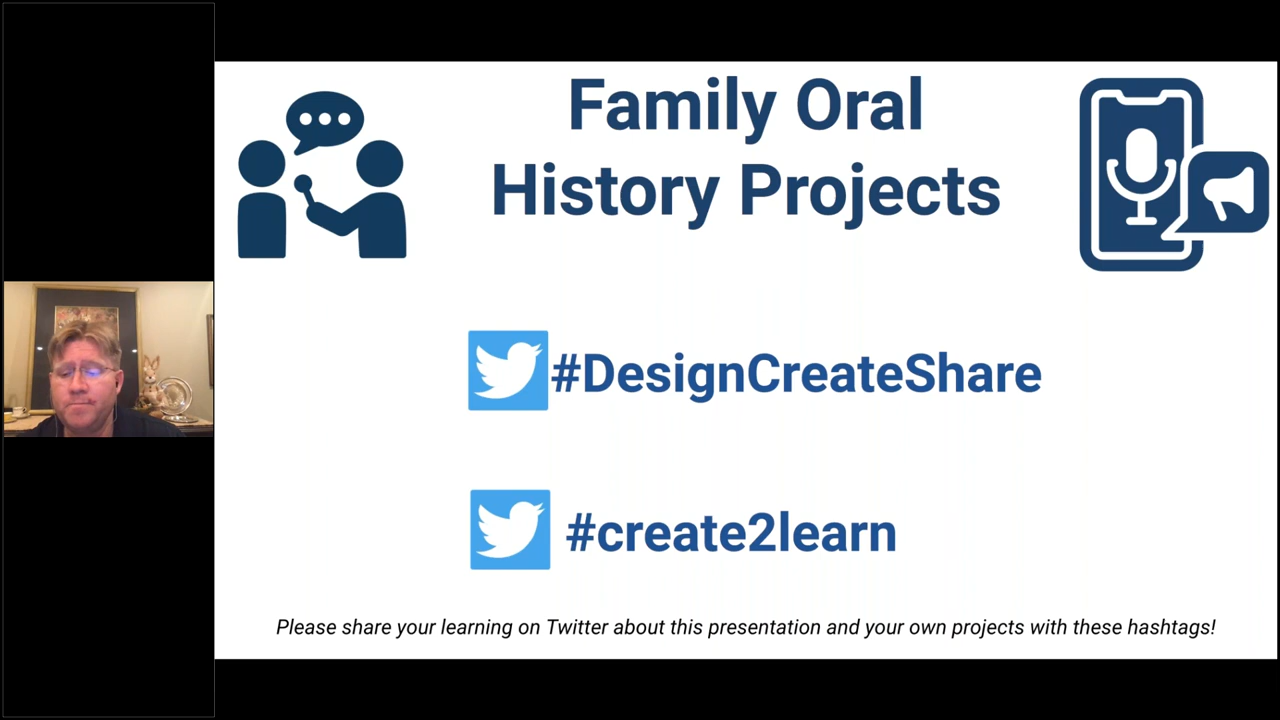 Family Oral
History Projects
#DesignCreateShare
#create2learn
Please share your learning on Twitter about this presentation and your own projects with these hashtags!